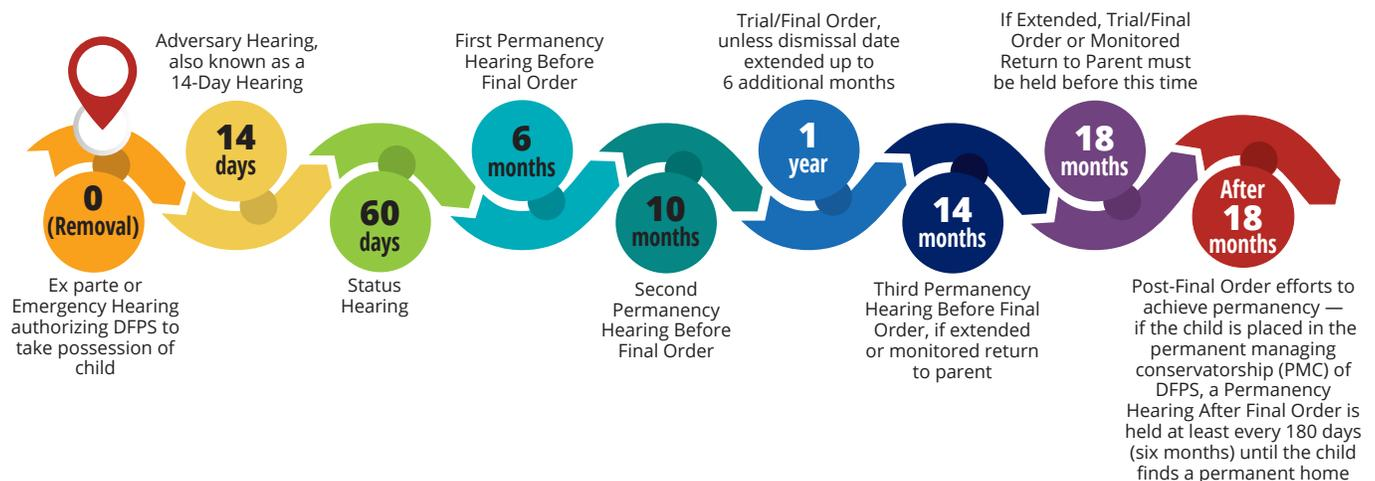 0
(Removal)
Ex parte or
Emergency Hearing
authorizing DFPS to
take possession of
child
Adversary Hearing,
also known as a
14-Day Hearing
14
days
60
days
Status
Hearing
First Permanency
Hearing Before
Final Order
6
months
10
months
Second
Permanency
Hearing Before
Final Order
Trial/Final Order,
unless dismissal date
extended up to
6 additional months
1
year
14
months
Third Permanency
Hearing Before Final
Order, if extended
or monitored return
to parent
If Extended, Trial/Final
Order or Monitored
Return to Parent must
be held before this time
18
months
After
18
months
Post-Final Order efforts to
achieve permanency —
if the child is placed in the
permanent managing
conservatorship (PMC) of
DFPS, a Permanency
Hearing After Final Order is
held at least every 180 days
(six months) until the child
finds a permanent home